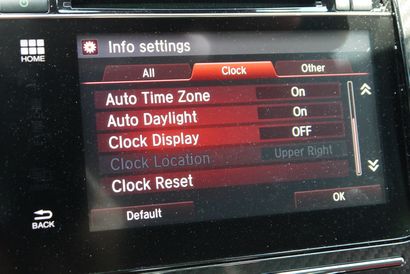 HOME
Info settings
All Clock Other
Auto Time Zone On
Auto Daylight On
Clock Display OFF
Clock Location Upper Right
Clock Reset
Default OK
BACK